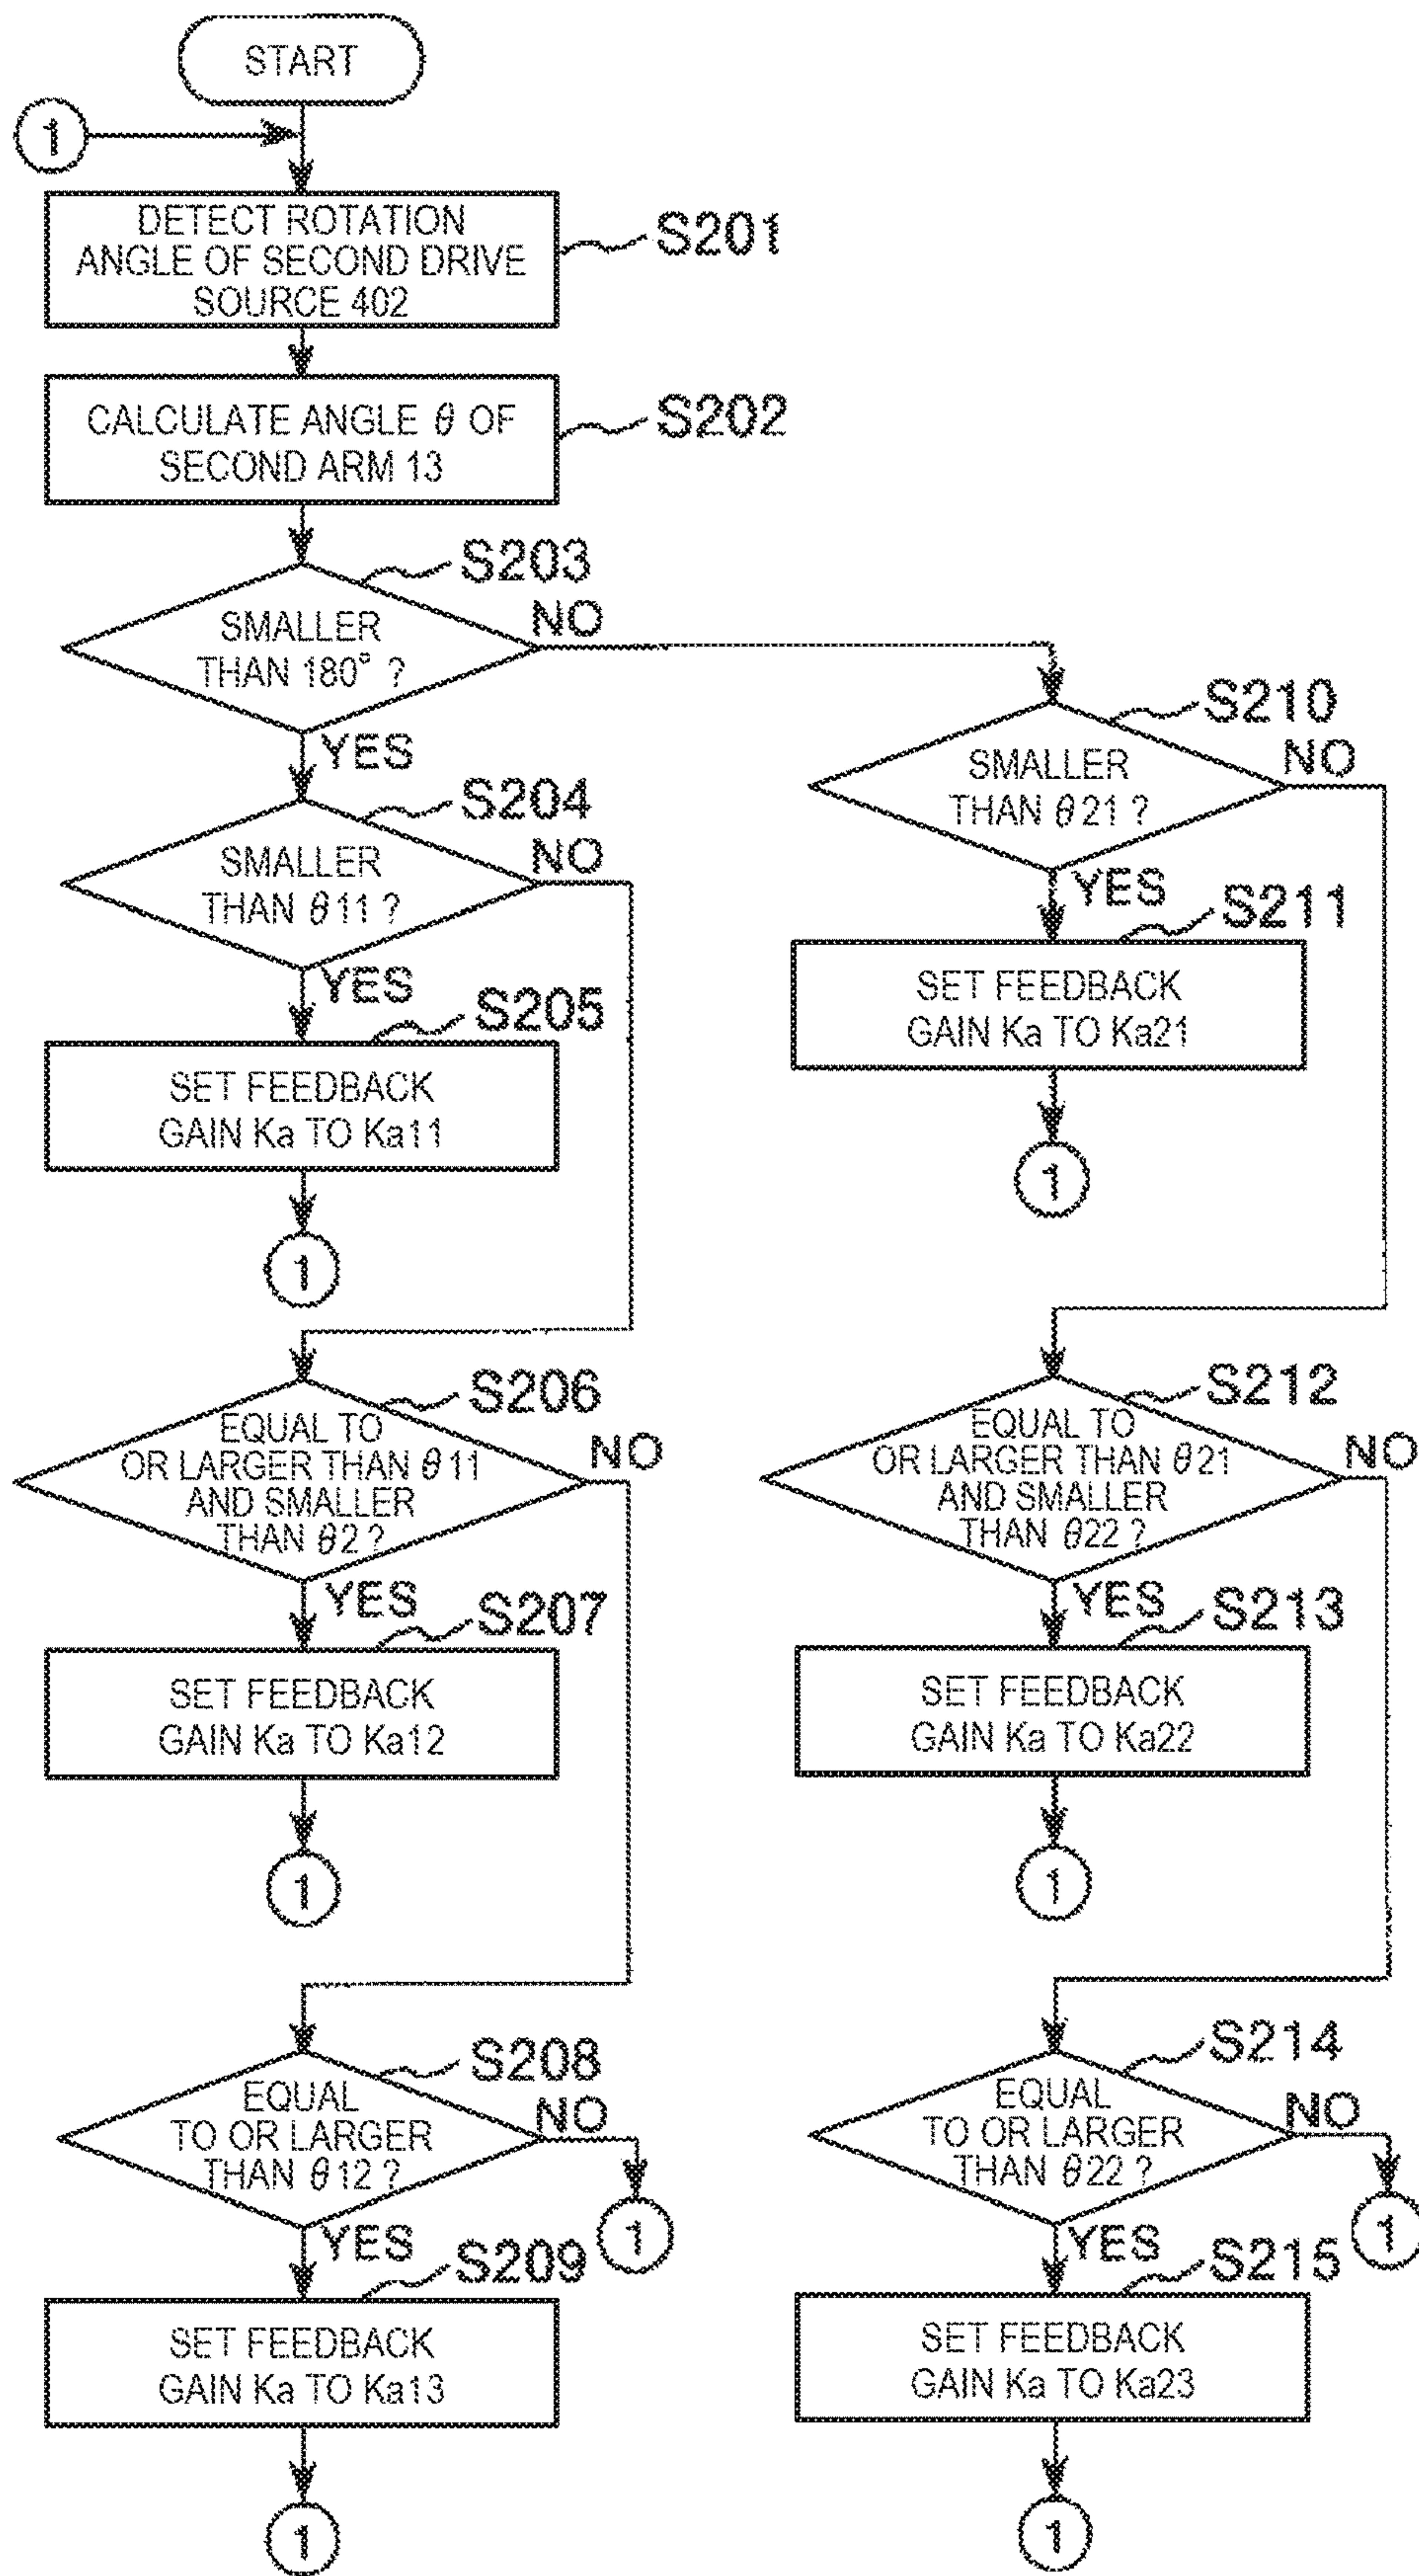 START
1
DETECT ROTATION
ANGLE OF SECOND DRIVE
SOURCE 402
S201
CALCULATE ANGLE θ OF
SECOND ARM 13
S202
S203
SMALLER
THAN 180° ?
NO
YES
S204
SMALLER
THAN θ11 ?
NO
YES
S205
SET FEEDBACK
GAIN Ka TO Ka11
1
S206
EQUAL TO
OR LARGER THAN θ11
AND SMALLER
THAN θ2 ?
NO
YES
S207
SET FEEDBACK
GAIN Ka TO Ka12
1
S208
EQUAL
TO OR LARGER
THAN θ12 ?
NO
1
YES
S209
SET FEEDBACK
GAIN Ka TO Ka13
1
S210
SMALLER
THAN θ21 ?
NO
YES
S211
SET FEEDBACK
GAIN Ka TO Ka21
1
S212
EQUAL TO
OR LARGER THAN θ21
AND SMALLER
THAN θ22 ?
NO
YES
S213
SET FEEDBACK
GAIN Ka TO Ka22
1
S214
EQUAL
TO OR LARGER
THAN θ22 ?
NO
1
YES
S215
SET FEEDBACK
GAIN Ka TO Ka23
1